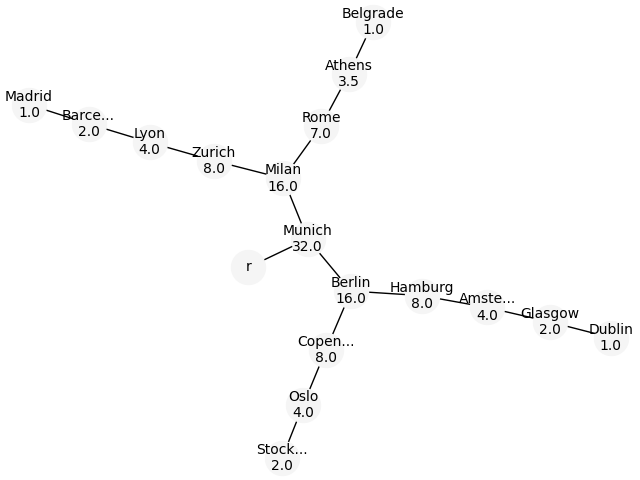 Belgrade
1.0
Athens
3.5
Madrid
1.0
Barce...
2.0
Lyon
4.0
Rome
7.0
Zurich
8.0
Milan
16.0
Munich
32.0
r
Berlin
16.0
Hamburg
8.0
Amste...
4.0
Glasgow
2.0
Dublin
1.0
Copen...
8.0
Oslo
4.0
Stock...
2.0